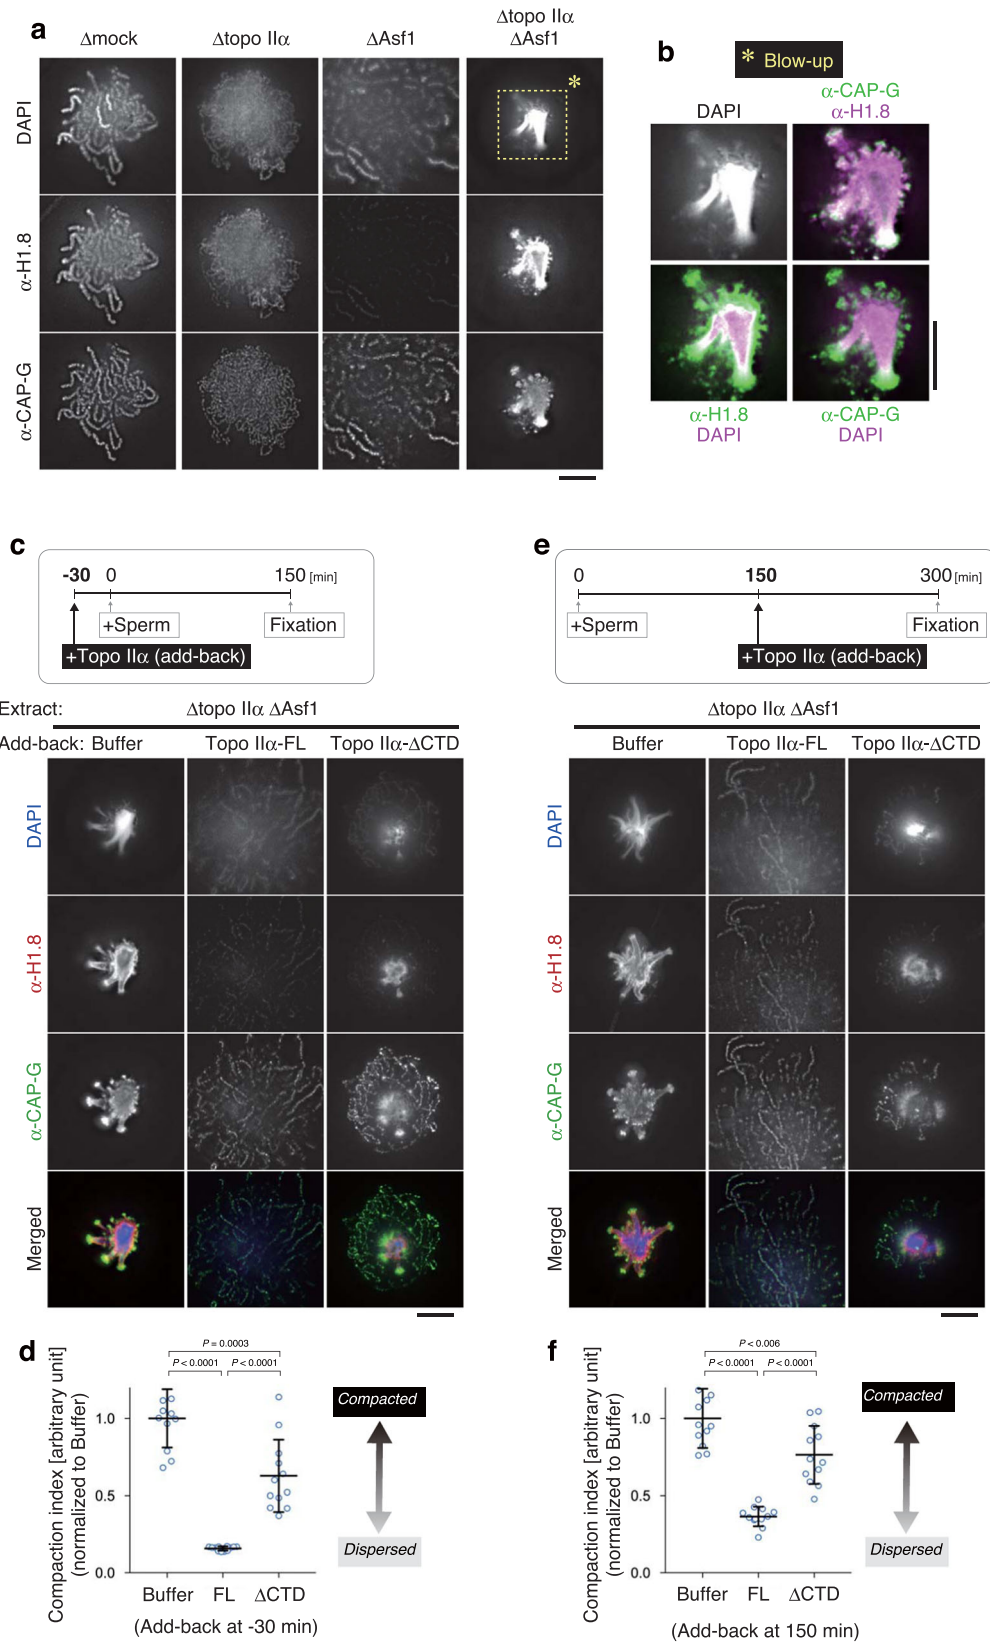 a
Δmock
Δtopo IIα
ΔAsf1
Δtopo IIα
ΔAsf1
DAPI
α-H1.8
α-CAP-G
*
b
* Blow-up
DAPI
α-CAP-G
α-H1.8
α-H1.8
DAPI
α-CAP-G
DAPI
c
-30
0
150 [min]
+Sperm
Fixation
+Topo IIα (add-back)
Extract:
Δtopo IIα ΔAsf1
Add-back: Buffer
Topo IIα-FL
Topo IIα-ΔCTD
DAPI
α-H1.8
α-CAP-G
Merged
d
Compaction index [arbitrary unit]
(normalized to Buffer)
P = 0.0003
P < 0.0001
P < 0.0001
1.0
0.5
0.0
Buffer
FL
ΔCTD
(Add-back at -30 min)
Compacted
Dispersed
e
0
150
300 [min]
+Sperm
Fixation
+Topo IIα (add-back)
Δtopo IIα ΔAsf1
Buffer
Topo IIα-FL
Topo IIα-ΔCTD
DAPI
α-H1.8
α-CAP-G
Merged
f
Compaction index [arbitrary unit]
(normalized to Buffer)
P < 0.006
P < 0.0001
P < 0.0001
1.0
0.5
0.0
Buffer
FL
ΔCTD
(Add-back at 150 min)
Compacted
Dispersed